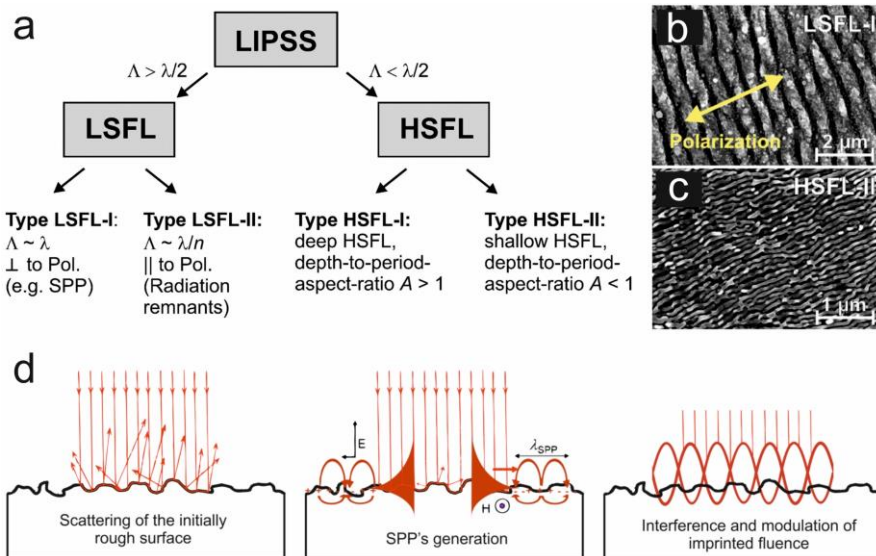 a
LIPSS
Λ > λ/2
Λ < λ/2
LSFL
HSFL
Type LSFL-I:
Λ ~ λ
⊥ to Pol.
(e.g. SPP)
Type LSFL-II:
Λ ~ λ/n
|| to Pol.
(Radiation
remnants)
Type HSFL-I:
deep HSFL,
depth-to-period-
aspect-ratio A > 1
Type HSFL-II:
shallow HSFL,
depth-to-period-
aspect-ratio A < 1
b
LSFL-I
Polarization
2 µm
c
HSFL-II
1 µm
d
Scattering of the initially
rough surface
E
λSPP
H
SPP's generation
Interference and modulation of
imprinted fluence